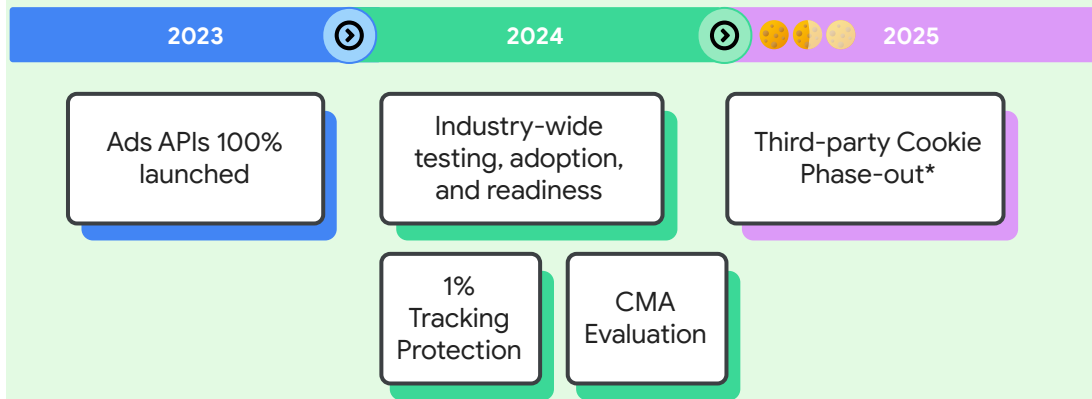 2023
2024
2025
Ads APIs 100%
launched
Industry-wide
testing, adoption,
and readiness
Third-party Cookie
Phase-out*
1%
Tracking
Protection
CMA
Evaluation